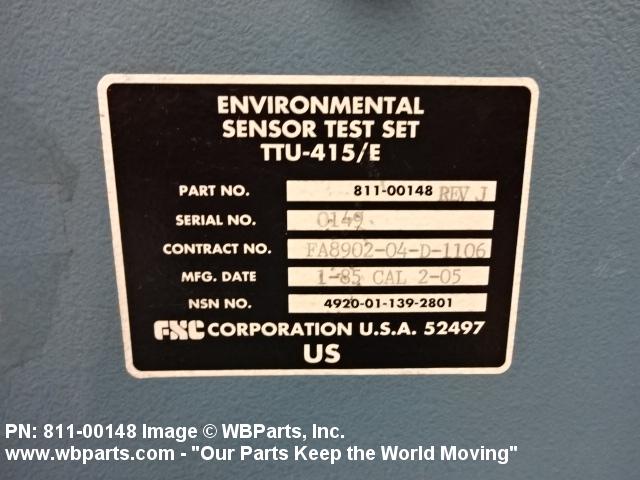 ENVIRONMENTAL
SENSOR TEST SET
TTU-415/E
PART NO. 811-00148 REV J
SERIAL NO. 0149
CONTRACT NO. FA8902-04-D-1106
MFG. DATE 1-85 CAL 2-05
NSN NO. 4920-01-139-2801
FXC CORPORATION U.S.A. 52497
US
PN: 811-00148 Image © WBParts, Inc.
www.wbparts.com - "Our Parts Keep the World Moving"